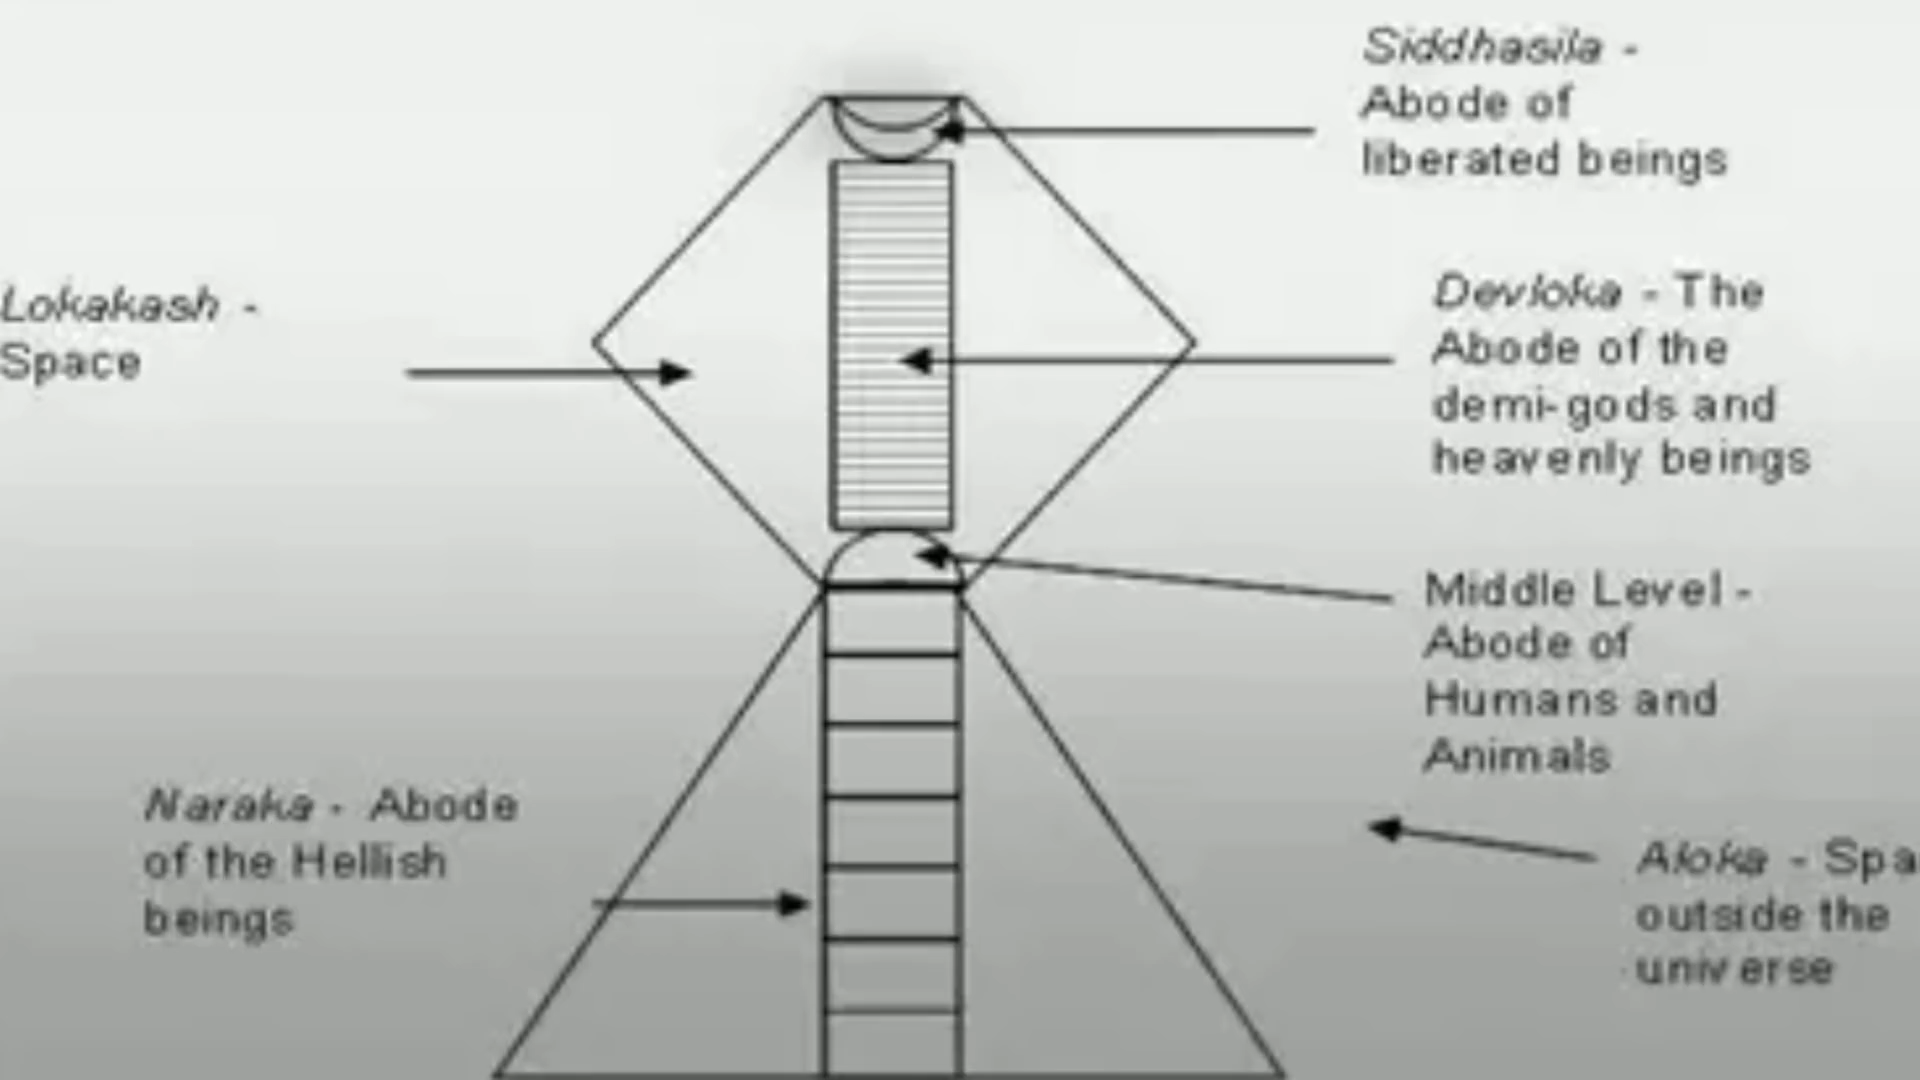 Siddhasila -
Abode of
liberated beings
Lokakash -
Space
Devloka - The
Abode of the
demi-gods and
heavenly beings
Middle Level -
Abode of
Humans and
Animals
Naraka - Abode
of the Hellish
beings
Aloka - Spa
outside the
universe